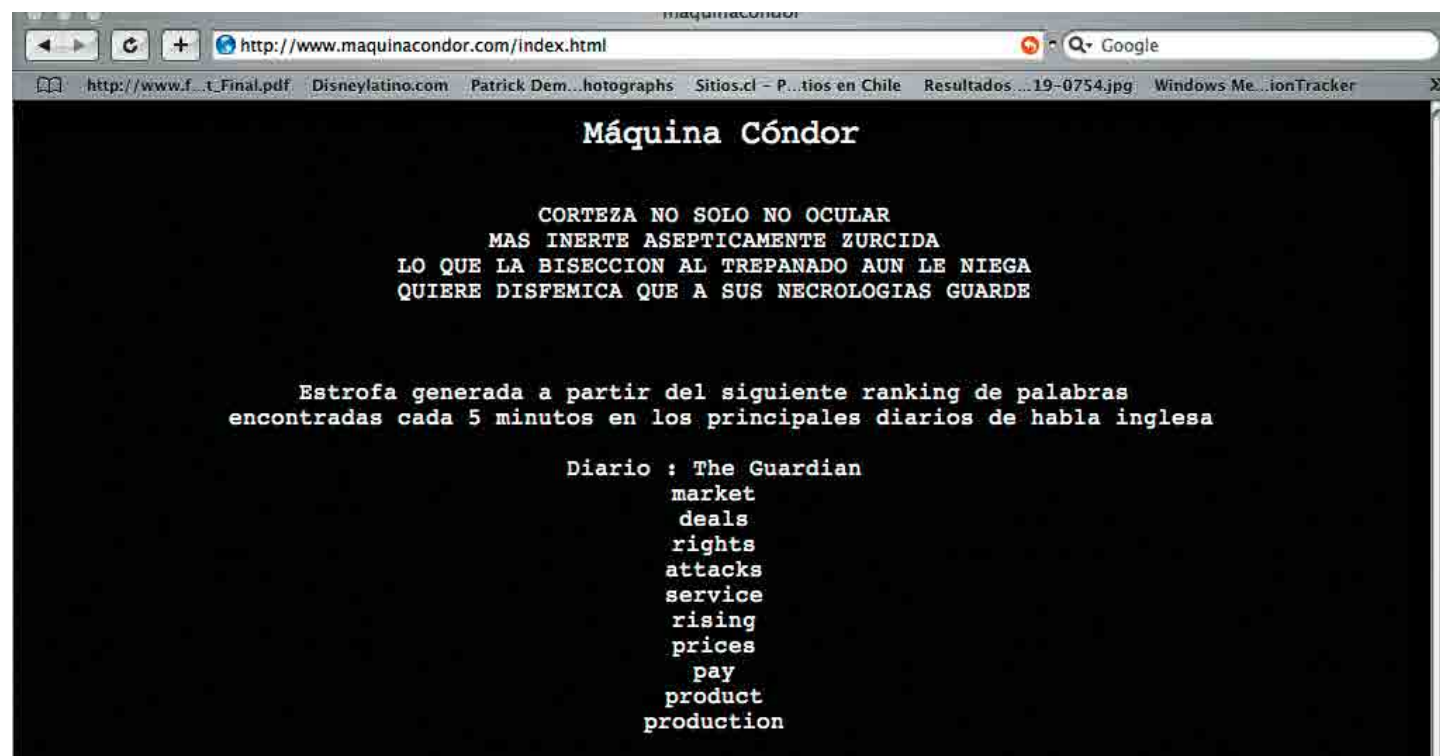 maquinacondor
http://www.maquinacondor.com/index.html Google
http://www.f...t_Final.pdf Disneylatino.com Patrick Dem...hotographs Sitios.cl – P...tios en Chile Resultados ...19-0754.jpg Windows Me...ionTracker
Máquina Cóndor
CORTEZA NO SOLO NO OCULAR
MAS INERTE ASEPTICAMENTE ZURCIDA
LO QUE LA BISECCION AL TREPANADO AUN LE NIEGA
QUIERE DISFEMICA QUE A SUS NECROLOGIAS GUARDE
Estrofa generada a partir del siguiente ranking de palabras
encontradas cada 5 minutos en los principales diarios de habla inglesa
Diario : The Guardian
market
deals
rights
attacks
service
rising
prices
pay
product
production